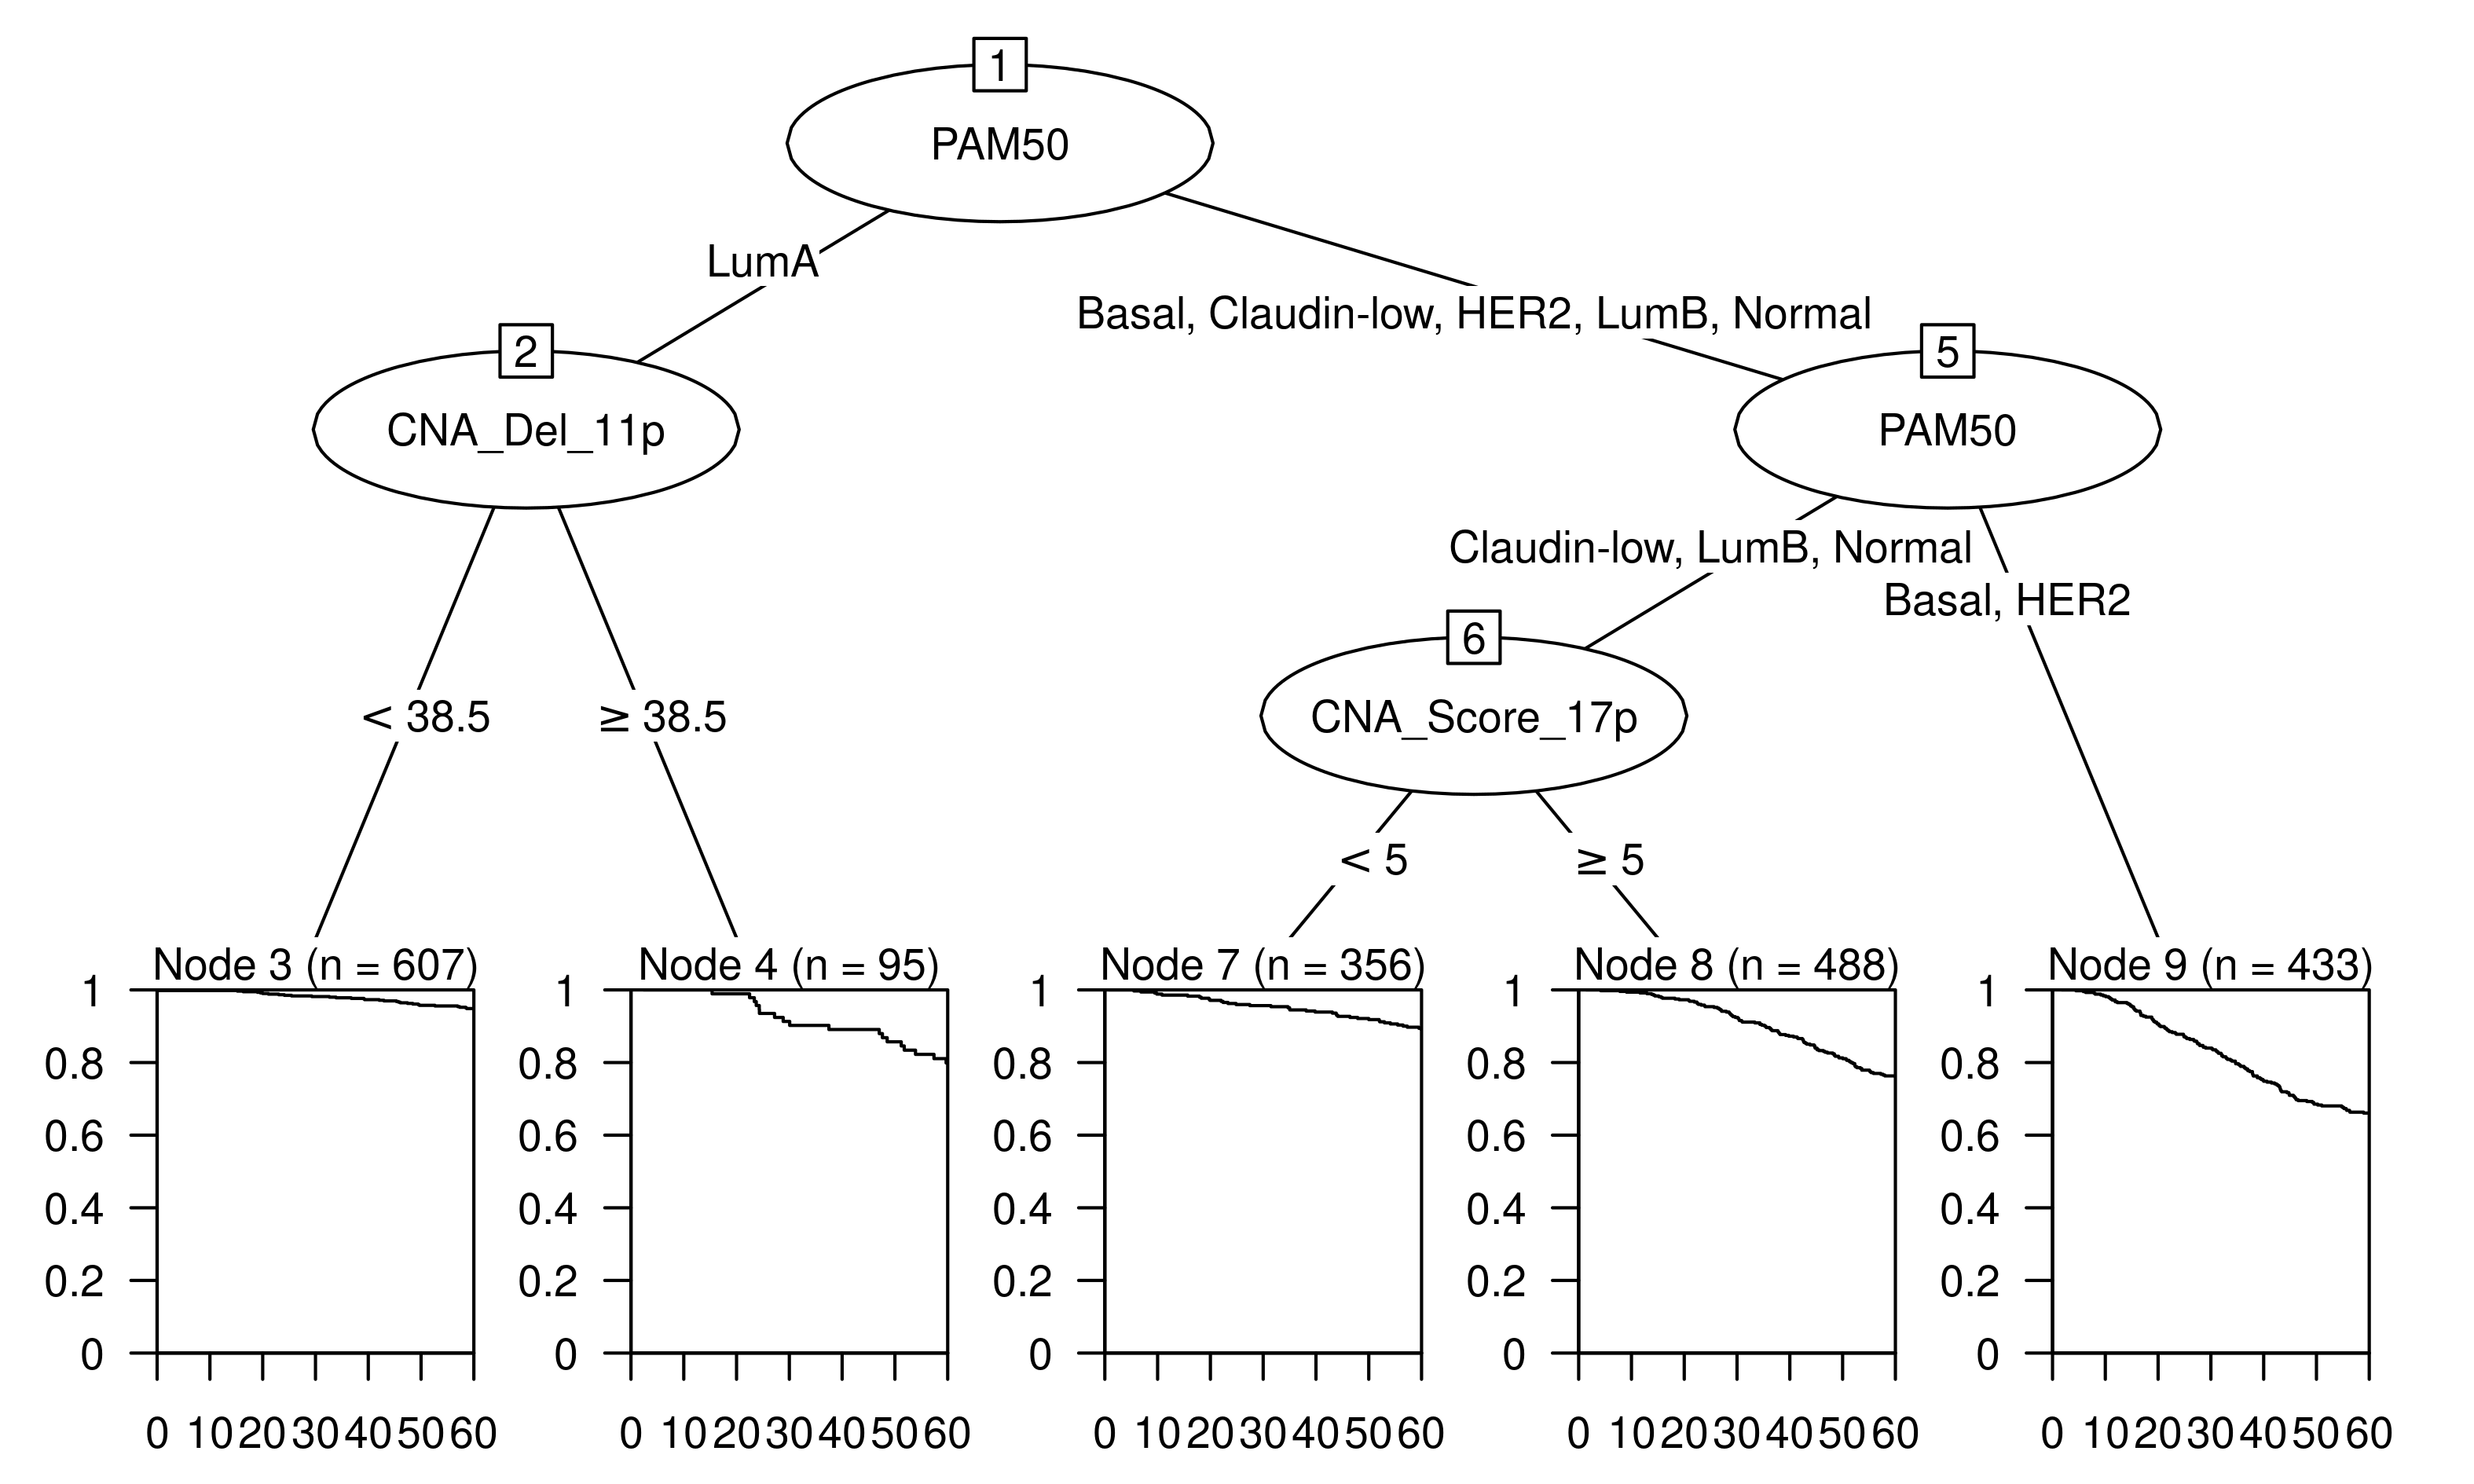 1
PAM50
LumA
Basal, Claudin-low, HER2, LumB, Normal
2
CNA_Del_11p
5
PAM50
Claudin-low, LumB, Normal
Basal, HER2
6
CNA_Score_17p
< 38.5
≥ 38.5
< 5
≥ 5
Node 3 (n = 607)
1
0.8
0.6
0.4
0.2
0
0 10 20 30 40 50 60
Node 4 (n = 95)
1
0.8
0.6
0.4
0.2
0
0 10 20 30 40 50 60
Node 7 (n = 356)
1
0.8
0.6
0.4
0.2
0
0 10 20 30 40 50 60
Node 8 (n = 488)
1
0.8
0.6
0.4
0.2
0
0 10 20 30 40 50 60
Node 9 (n = 433)
1
0.8
0.6
0.4
0.2
0
0 10 20 30 40 50 60